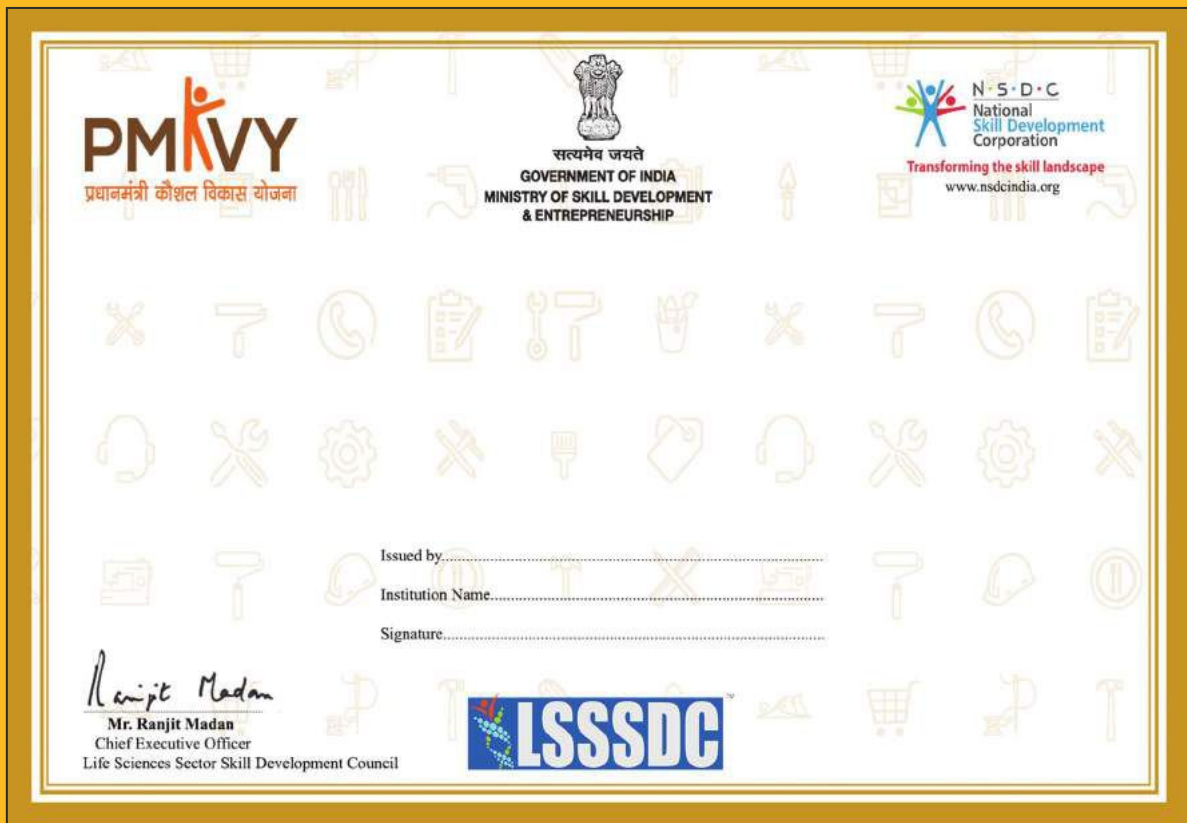 PMKVY
प्रधानमंत्री कौशल विकास योजना
सत्यमेव जयते
GOVERNMENT OF INDIA
MINISTRY OF SKILL DEVELOPMENT
& ENTREPRENEURSHIP
N·S·D·C
National
Skill Development
Corporation
Transforming the skill landscape
www.nsdcindia.org
Issued by
Institution Name
Signature
Ranjit Madan
Mr. Ranjit Madan
Chief Executive Officer
Life Sciences Sector Skill Development Council
LSSSDC
TM